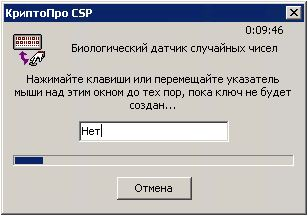 КриптоПро CSP
0:09:46
Биологический датчик случайных чисел
Нажимайте клавиши или перемещайте указатель
мыши над этим окном до тех пор, пока ключ не будет
создан...
Нет
Отмена